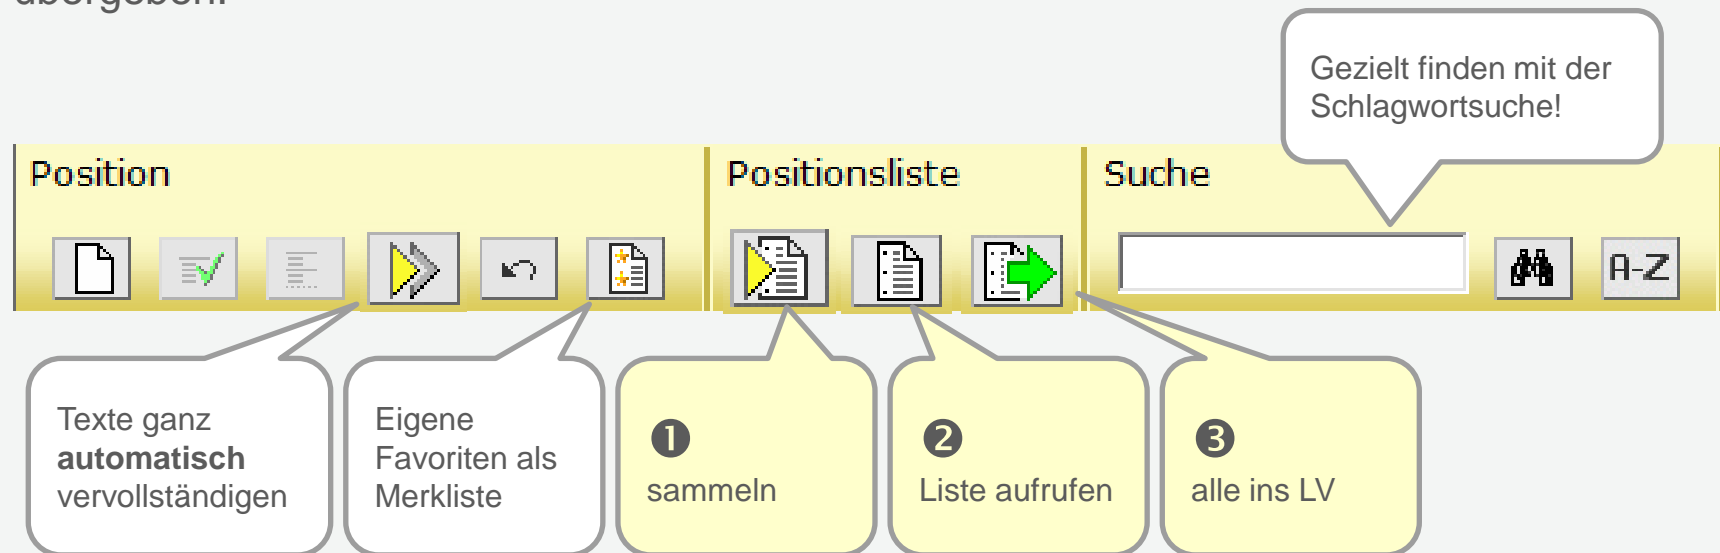 übergeben.
Gezielt finden mit der
Schlagwortsuche!
Position
Positionsliste
Suche
A-Z
Texte ganz
automatisch
vervollständigen
Eigene
Favoriten als
Merkliste
❶
sammeln
❷
Liste aufrufen
❸
alle ins LV